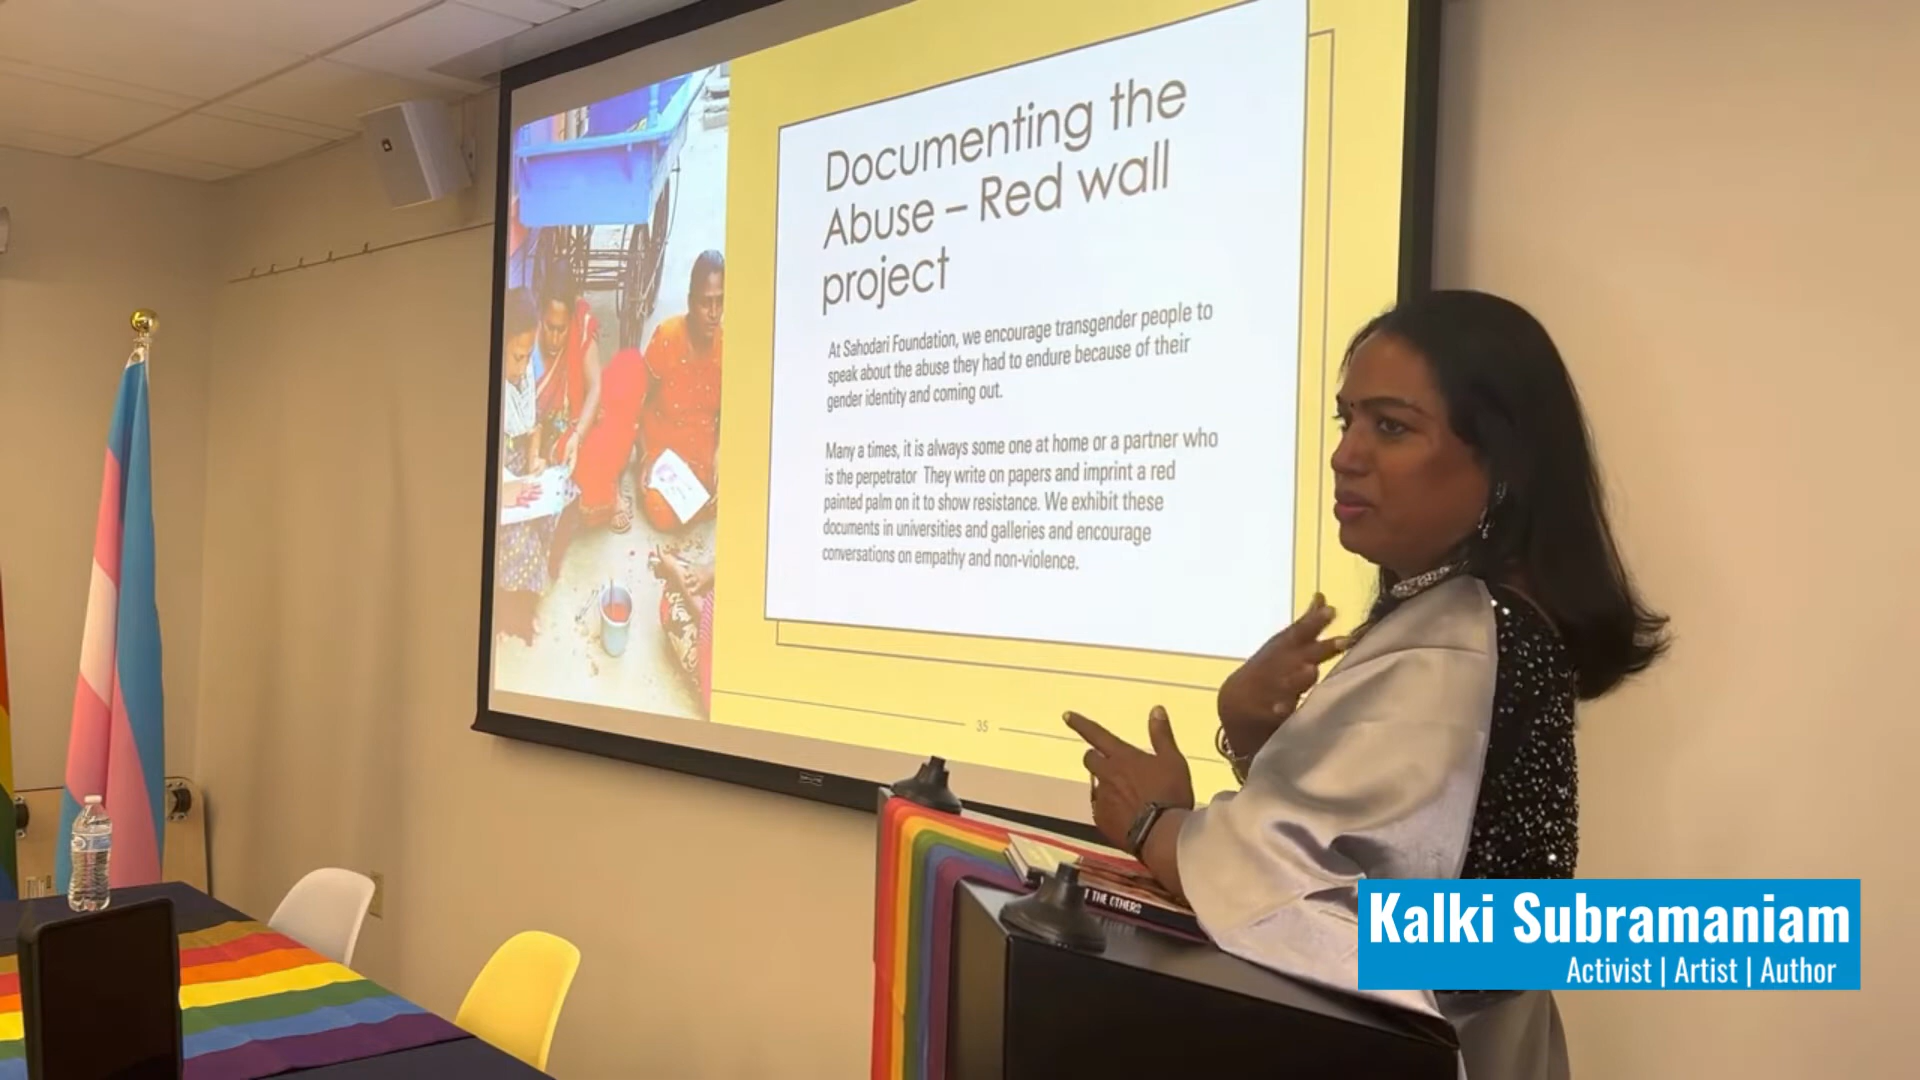 Documenting the
Abuse – Red wall
project
At Sahodari Foundation, we encourage transgender people to
speak about the abuse they had to endure because of their
gender identity and coming out.
Many a times, it is always some one at home or a partner who
is the perpetrator They write on papers and imprint a red
painted palm on it to show resistance. We exhibit these
documents in universities and galleries and encourage
conversations on empathy and non-violence.
35
THE OTHERS
Kalki Subramaniam
Activist | Artist | Author